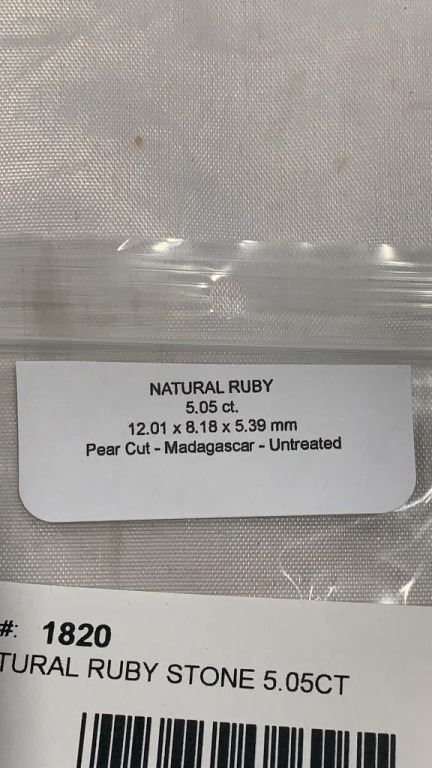 NATURAL RUBY
5.05 ct.
12.01 x 8.18 x 5.39 mm
Pear Cut - Madagascar - Untreated
#: 1820
TURAL RUBY STONE 5.05CT